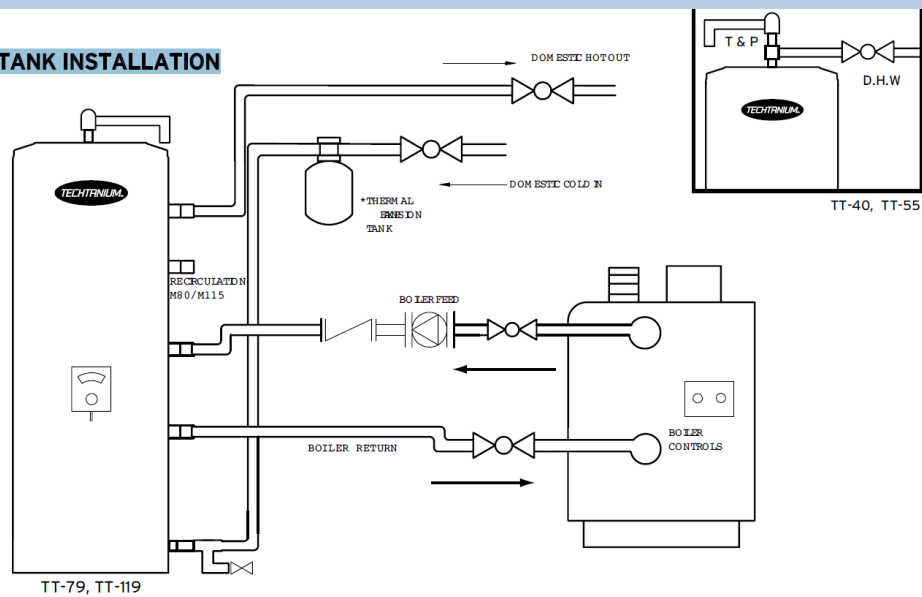 TANK INSTALLATION
DOMESTIC HOT OUT
T & P
D.H.W
TECHTANIUM.
TT-40, TT-55
TECHTANIUM.
DOMESTIC COLD IN
*THERMAL
TANK
RECIRCULATION
M80/M115
BOILER FEED
BOILER
CONTROLS
BOILER RETURN
TT-79, TT-119